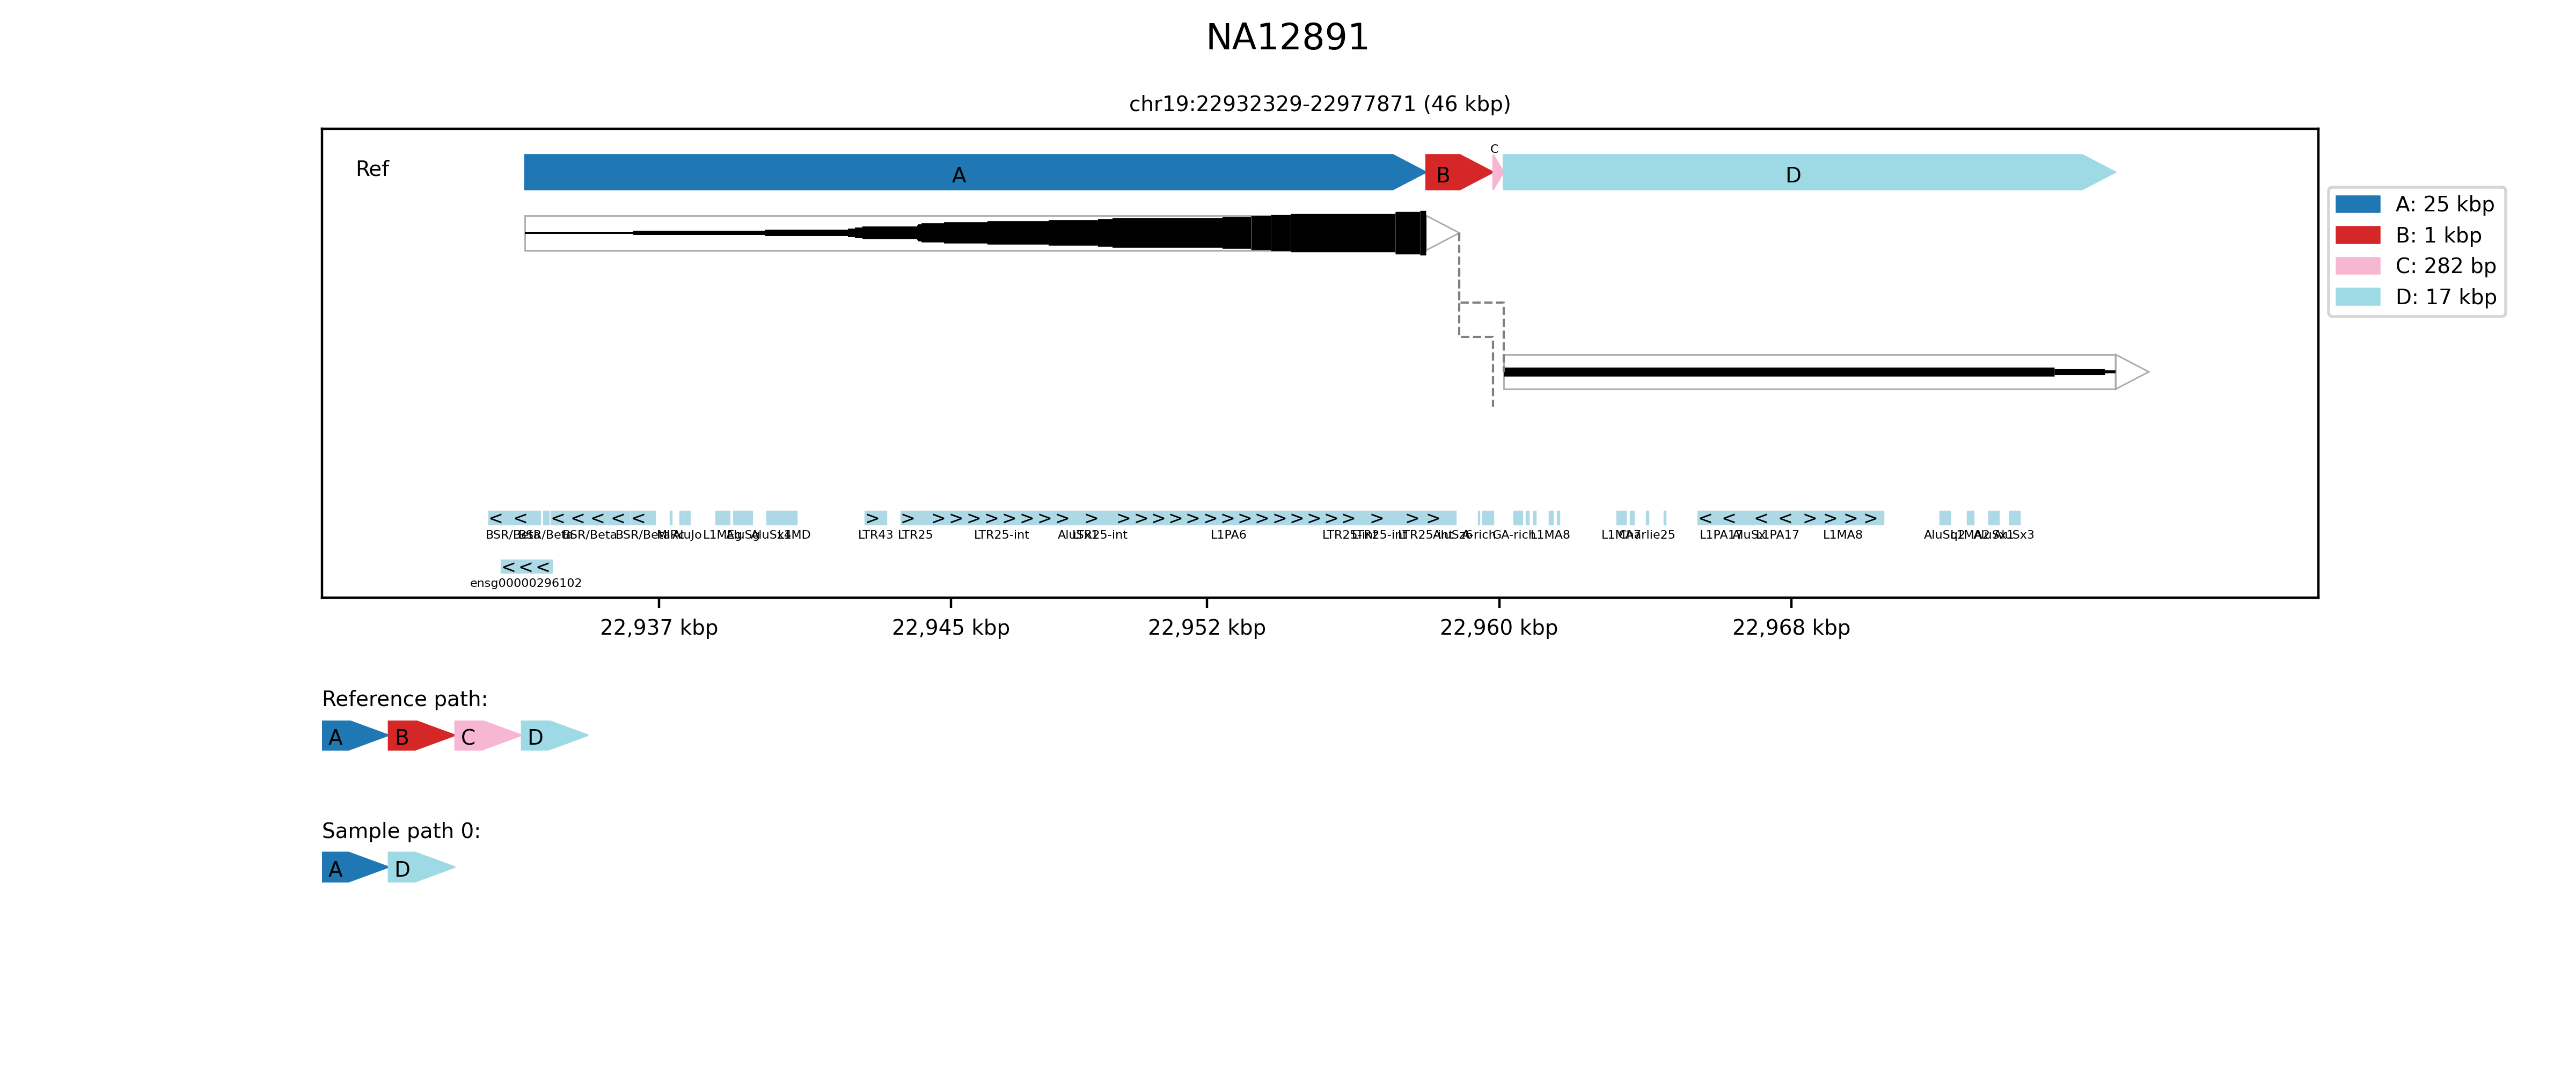 NA12891
chr19:22932329-22977871 (46 kbp)
Ref
A
B
C
D
A: 25 kbp
B: 1 kbp
C: 282 bp
D: 17 kbp
LTR43 LTR25 LTR25-int L1PA6
GA-rich L1MA8
L1PA17 L1MA8
ensg00000296102
22,937 kbp 22,945 kbp 22,952 kbp 22,960 kbp 22,968 kbp
Reference path:
A B C D
Sample path 0:
A D